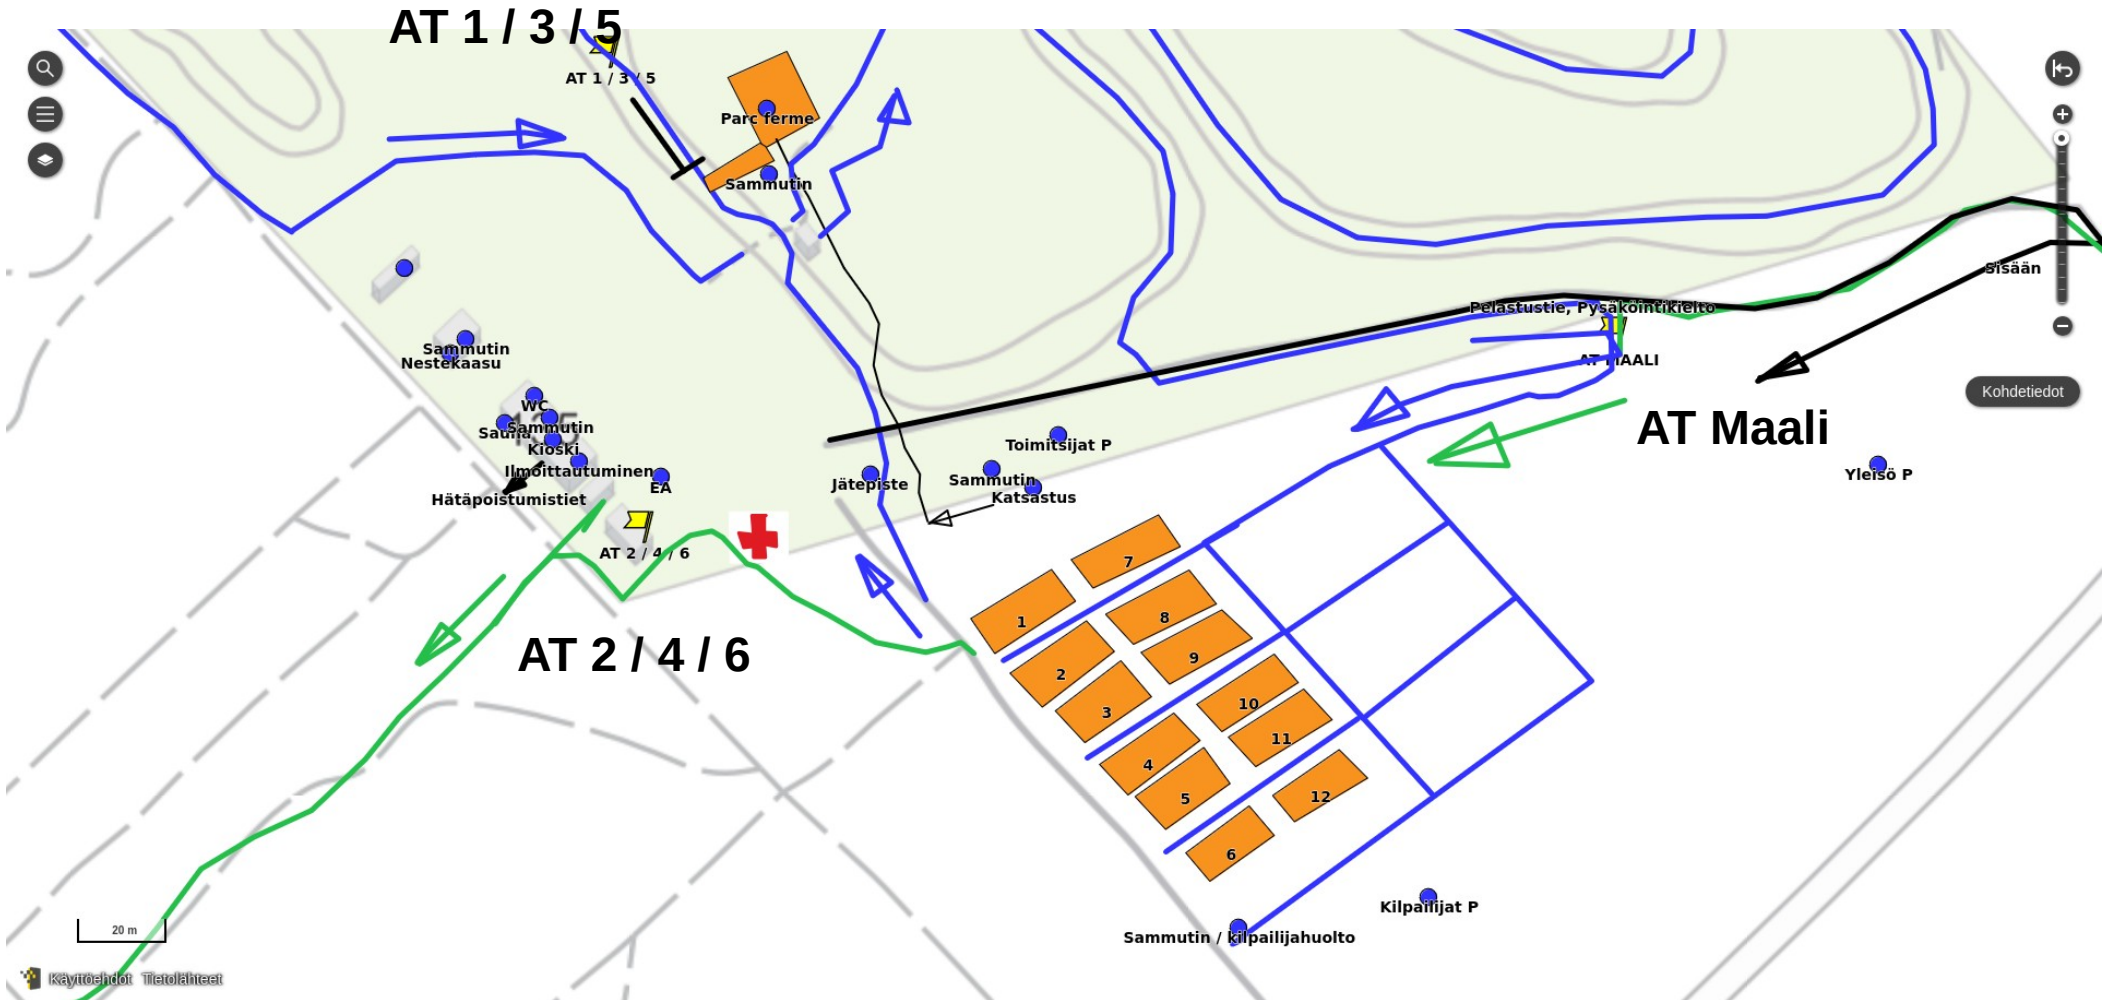 AT 1 / 3 / 5
AT 1 / 3 / 5
Parc ferme
Sammutin
Sisään
Pelastustie, Pysäköintikielto
AT MAALI
Kohdetiedot
AT Maali
Sammutin
Nestekaasu
WC
Sauna
Sammutin
Kioski
Ilmoittautuminen
EA
Hätäpoistumistiet
AT 2 / 4 / 6
Toimitsijat P
Jätepiste
Sammutin
Katsastus
Yleisö P
AT 2 / 4 / 6
7
1
8
2
9
3
10
11
4
5
12
6
Kilpailijat P
Sammutin / kilpailijahuolto
20 m
Käyttöehdot Tietolähteet